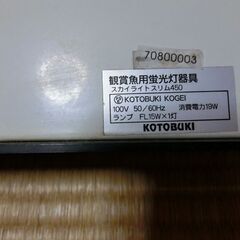 70800003
観賞魚用蛍光灯器具
スカイライトスリム450
KOTOBUKI KOGEI
100V 50/60Hz 消費電力19W
ランプ FL15W×1灯
KOTOBUKI